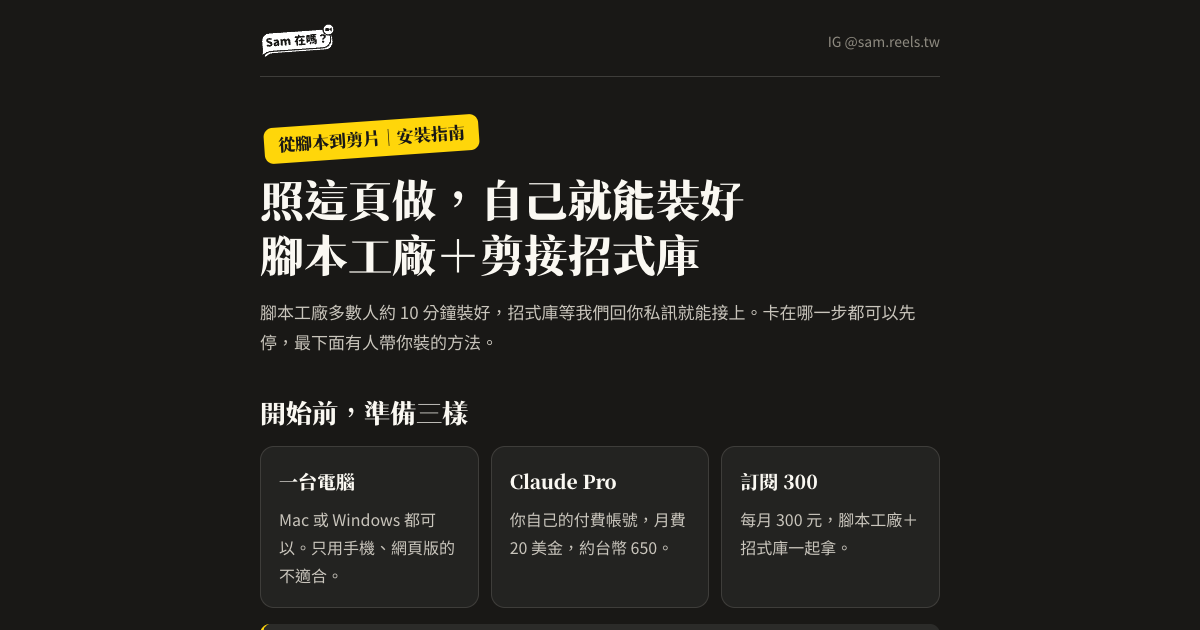 Sam 在嗎？
IG @sam.reels.tw
從腳本到剪片｜安裝指南
照這頁做，自己就能裝好
腳本工廠＋剪接招式庫
腳本工廠多數人約 10 分鐘裝好，招式庫等我們回你私訊就能接上。卡在哪一步都可以先
停，最下面有人帶你裝的方法。
開始前，準備三樣
一台電腦
Mac 或 Windows 都可
以。只用手機、網頁版的
不適合。
Claude Pro
你自己的付費帳號，月費
20 美金，約台幣 650。
訂閱 300
每月 300 元，腳本工廠＋
招式庫一起拿。